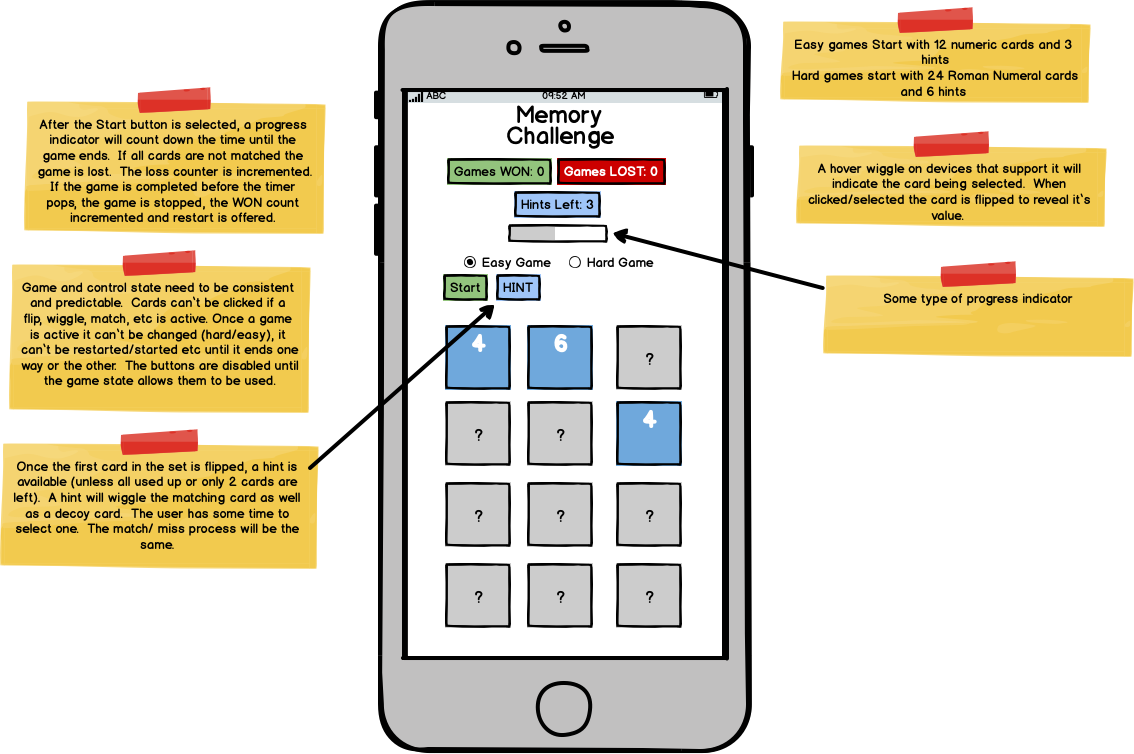 Easy games Start with 12 numeric cards and 3
hints
Hard games start with 24 Roman Numeral cards
and 6 hints
After the Start button is selected, a progress
indicator will count down the time until the
game ends. If all cards are not matched the
game is lost. The loss counter is incremented.
If the game is completed before the timer
pops, the game is stopped, the WON count
incremented and restart is offered.
Game and control state need to be consistent
and predictable. Cards can`t be clicked if a
flip, wiggle, match, etc is active. Once a game
is active it can`t be changed (hard/easy), it
can`t be restarted/started etc until it ends one
way or the other. The buttons are disabled until
the game state allows them to be used.
Once the first card in the set is flipped, a hint is
available (unless all used up or only 2 cards are
left). A hint will wiggle the matching card as well
as a decoy card. The user has some time to
select one. The match/ miss process will be the
same.
ABC 09:52 AM
Memory
Challenge
Games WON: 0 Games LOST: 0
Hints Left: 3
Easy Game Hard Game
Start HINT
4 6 ?
? ? 4
? ? ?
? ? ?
A hover wiggle on devices that support it will
indicate the card being selected. When
clicked/selected the card is flipped to reveal it`s
value.
Some type of progress indicator